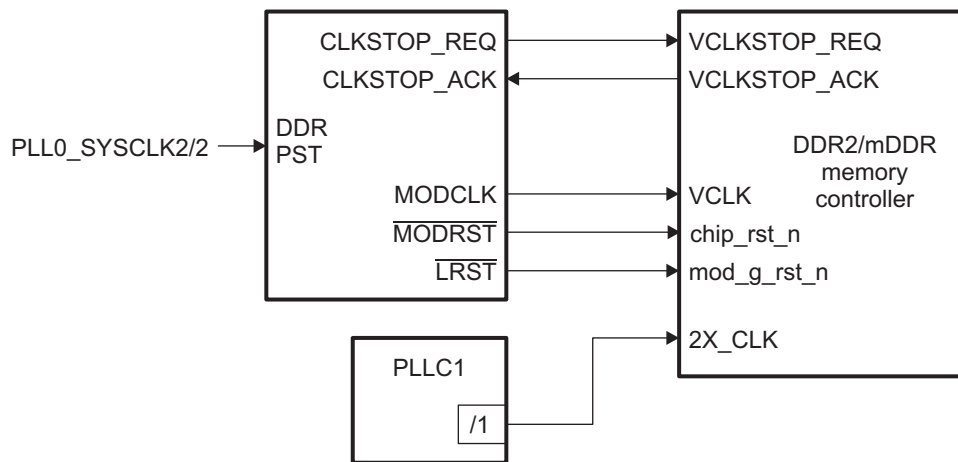 CLKSTOP_REQ
VCLKSTOP_REQ
CLKSTOP_ACK
VCLKSTOP_ACK
PLL0_SYSCLK2/2
DDR
PST
DDR2/mDDR
memory
controller
MODCLK
VCLK
MODRST
chip_rst_n
LRST
mod_g_rst_n
2X_CLK
PLLC1
/1